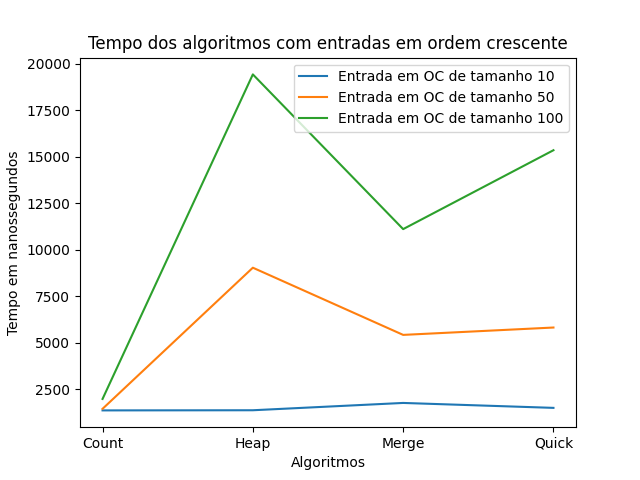 Tempo dos algoritmos com entradas em ordem crescente
Entrada em OC de tamanho 10
Entrada em OC de tamanho 50
Entrada em OC de tamanho 100
Tempo em nanossegundos
20000
17500
15000
12500
10000
7500
5000
2500
Count Heap Merge Quick
Algoritmos